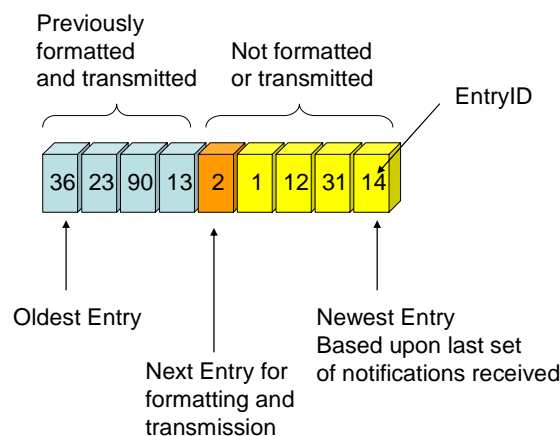 Previously
formatted
and transmitted
Not formatted
or transmitted
EntryID
36 23 90 13 2 1 12 31 14
Oldest Entry
Newest Entry
Based upon last set
of notifications received
Next Entry for
formatting and
transmission